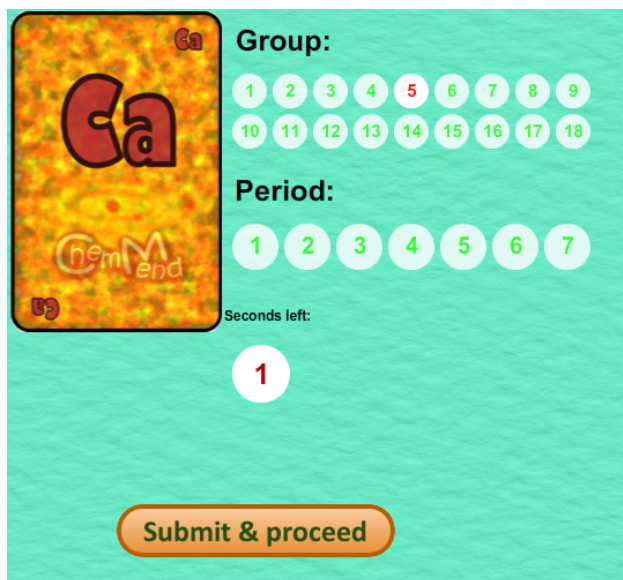 Ca
Ca
ChemMend
Ca
Group:
1 2 3 4 5 6 7 8 9
10 11 12 13 14 15 16 17 18
Period:
1 2 3 4 5 6 7
Seconds left:
1
Submit & proceed